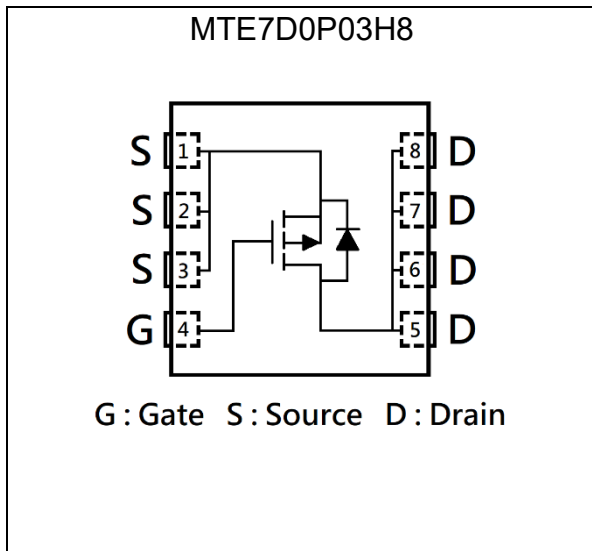 MTE7D0P03H8
S 1 8 D
S 2 7 D
S 3 6 D
G 4 5 D
G : Gate S : Source D : Drain